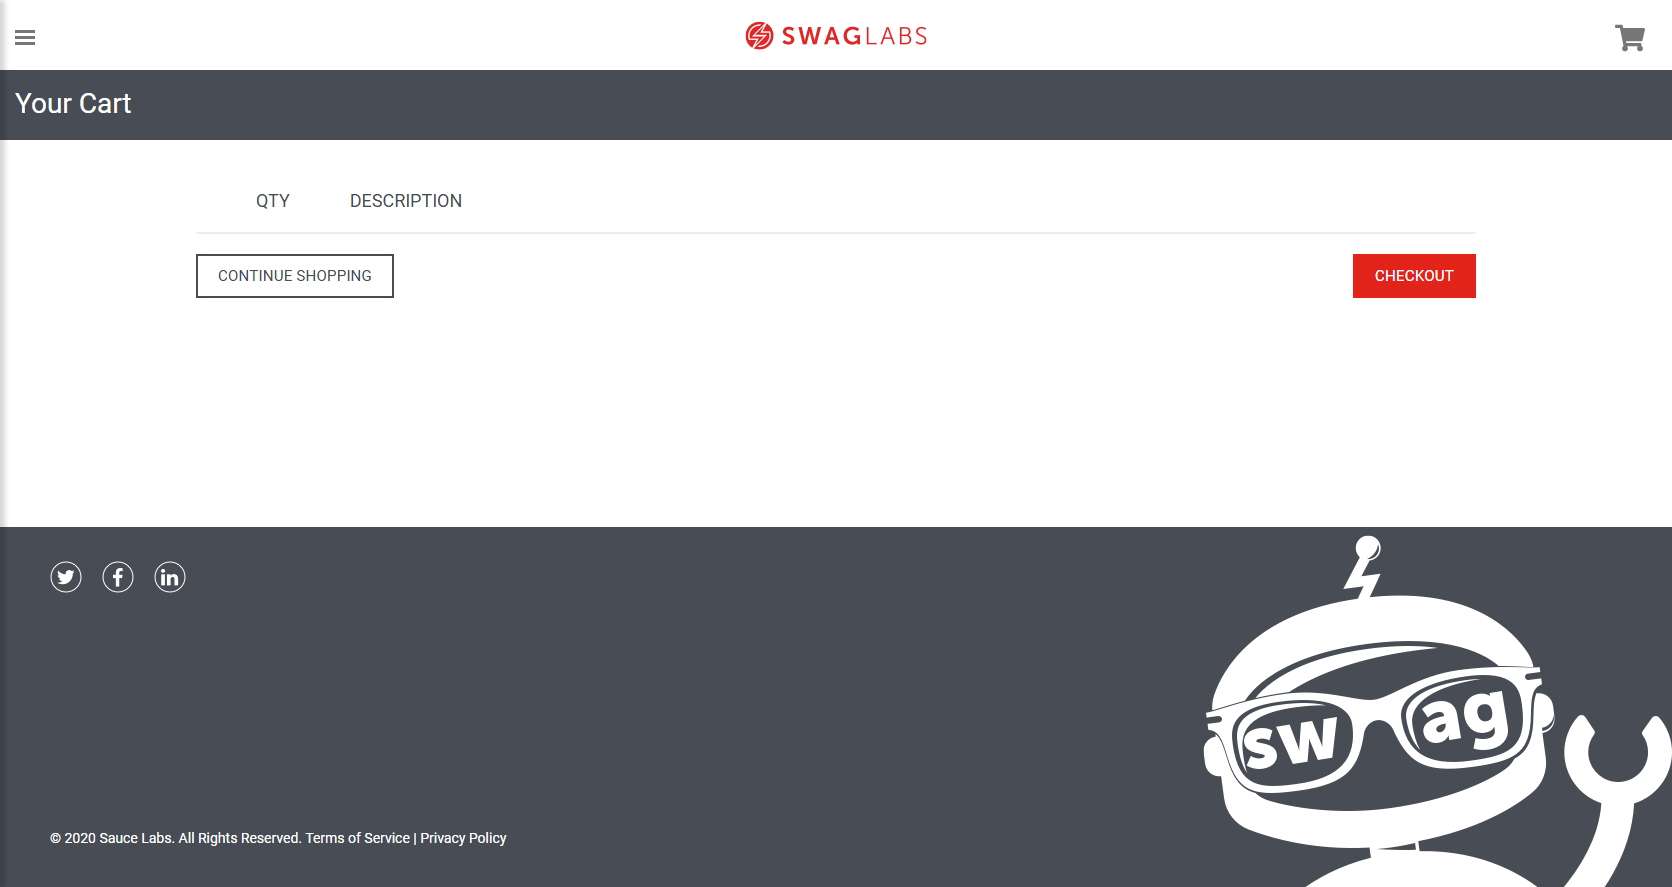 SWAGLABS
Your Cart
QTY DESCRIPTION
CONTINUE SHOPPING CHECKOUT
sw ag
© 2020 Sauce Labs. All Rights Reserved. Terms of Service | Privacy Policy